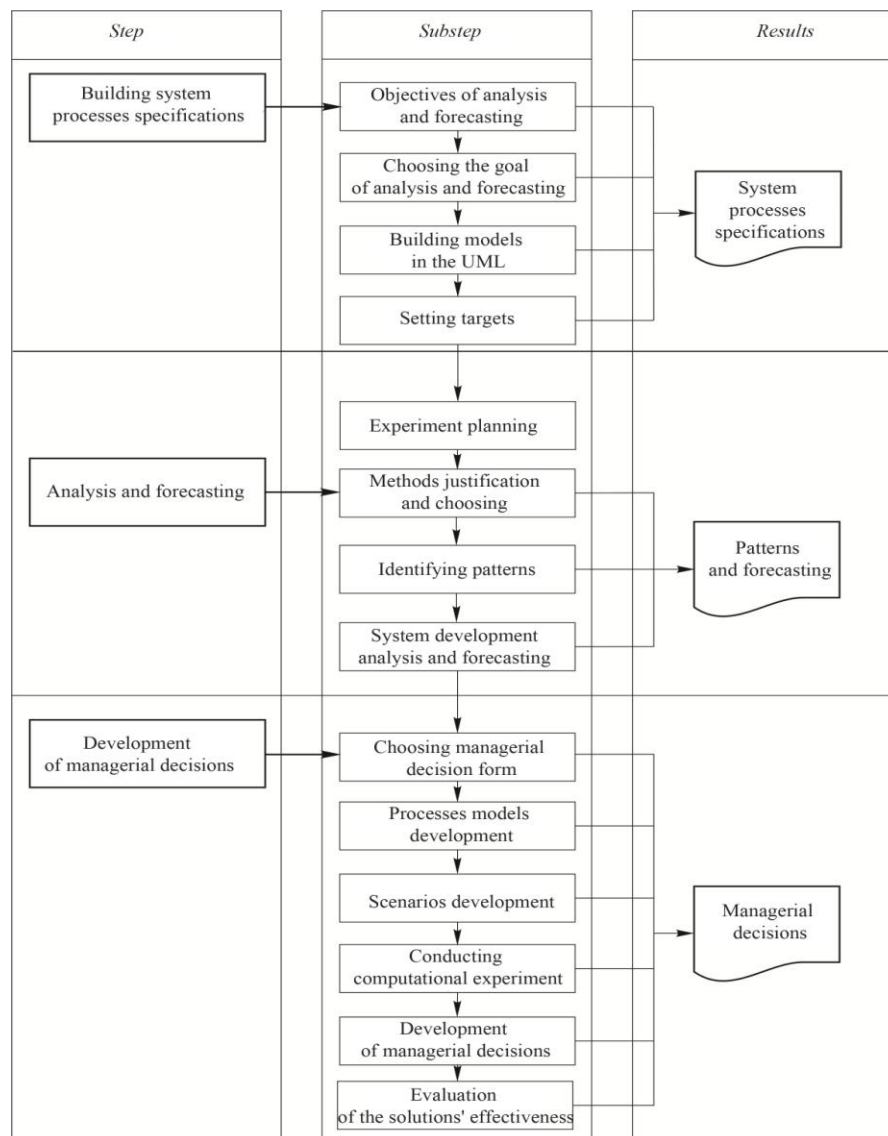 Step
Substep
Results
Building system
processes specifications
Objectives of analysis
and forecasting
Choosing the goal
of analysis and forecasting
Building models
in the UML
Setting targets
System
processes
specifications
Experiment planning
Analysis and forecasting
Methods justification
and choosing
Identifying patterns
System development
analysis and forecasting
Patterns
and forecasting
Development
of managerial decisions
Choosing managerial
decision form
Processes models
development
Scenarios development
Conducting
computational experiment
Development
of managerial decisions
Evaluation
of the solutions' effectiveness
Managerial
decisions